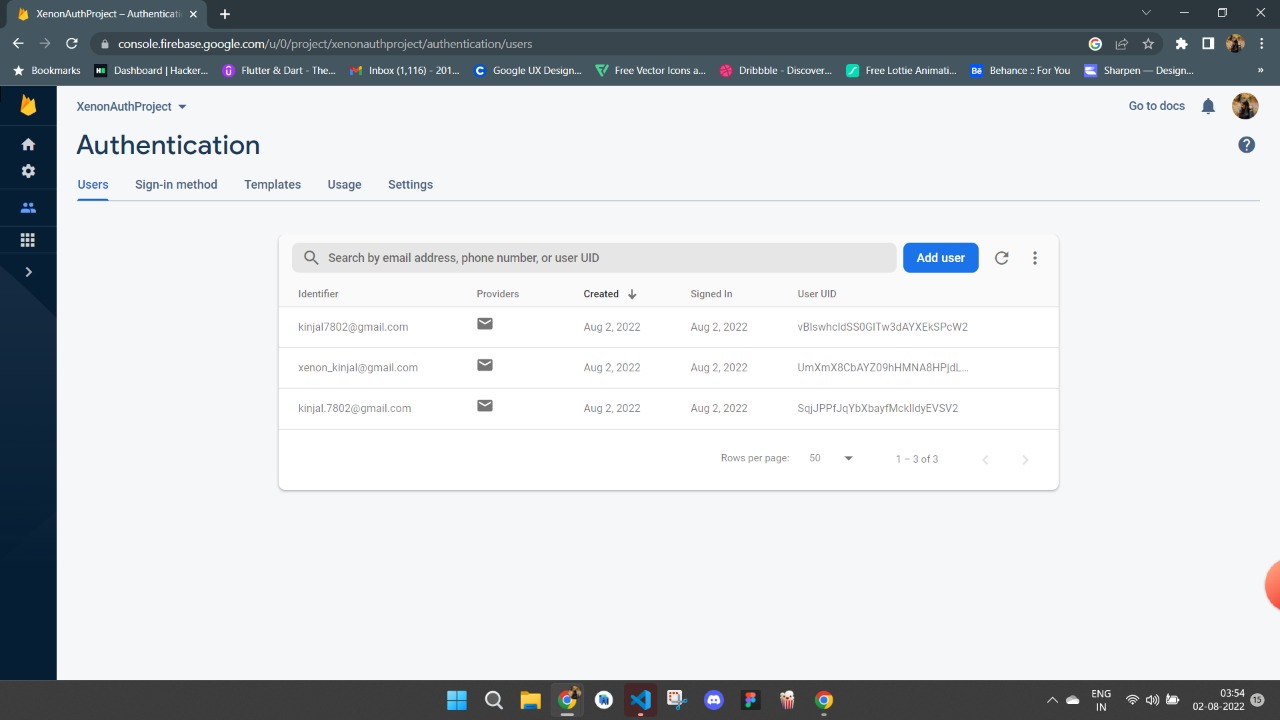 XenonAuthProject – Authenticati
console.firebase.google.com/u/0/project/xenonauthproject/authentication/users
Bookmarks Dashboard | Hacker... Flutter & Dart - The... Inbox (1,116) - 201... Google UX Design... Free Vector Icons a... Dribbble - Discover... Free Lottie Animati... Behance :: For You Sharpen — Design... »
XenonAuthProject Go to docs
Authentication
Users Sign-in method Templates Usage Settings
Search by email address, phone number, or user UID Add user
Identifier Providers Created Signed In User UID
kinjal7802@gmail.com Aug 2, 2022 Aug 2, 2022
xenon_kinjal@gmail.com Aug 2, 2022 Aug 2, 2022
kinjal.7802@gmail.com Aug 2, 2022 Aug 2, 2022
Rows per page: 50 1 – 3 of 3
ENG 03:54
IN 02-08-2022 15